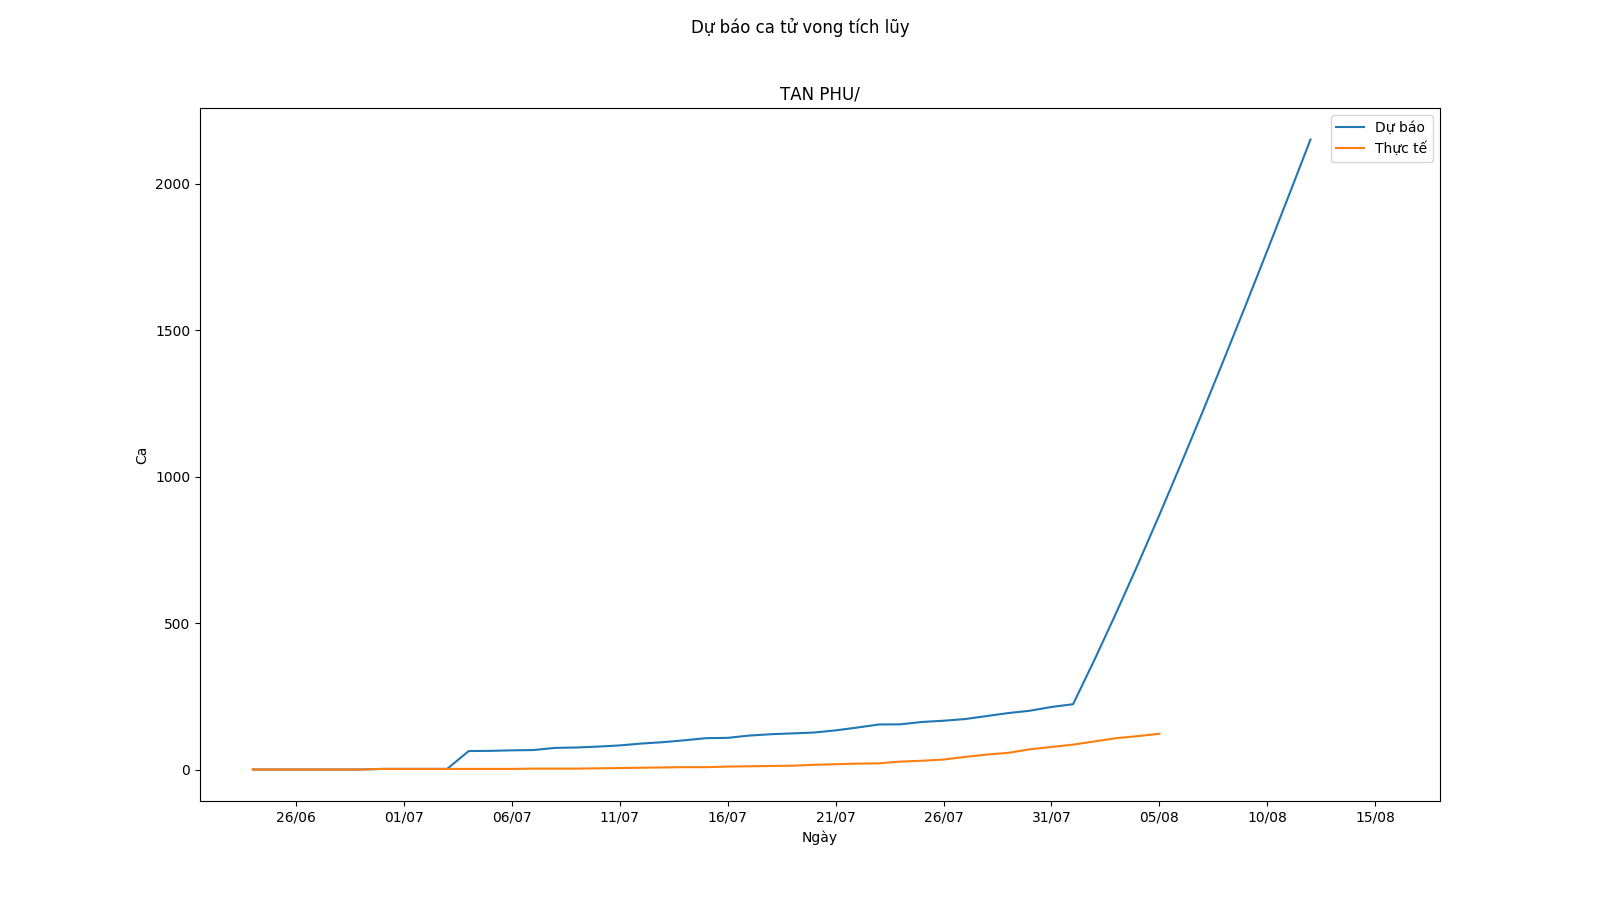 Dự báo ca tử vong tích lũy
TAN PHU/
Dự báo
Thực tế
2000
1500
1000
500
0
Ca
26/06
01/07
06/07
11/07
16/07
21/07
26/07
31/07
05/08
10/08
15/08
Ngày